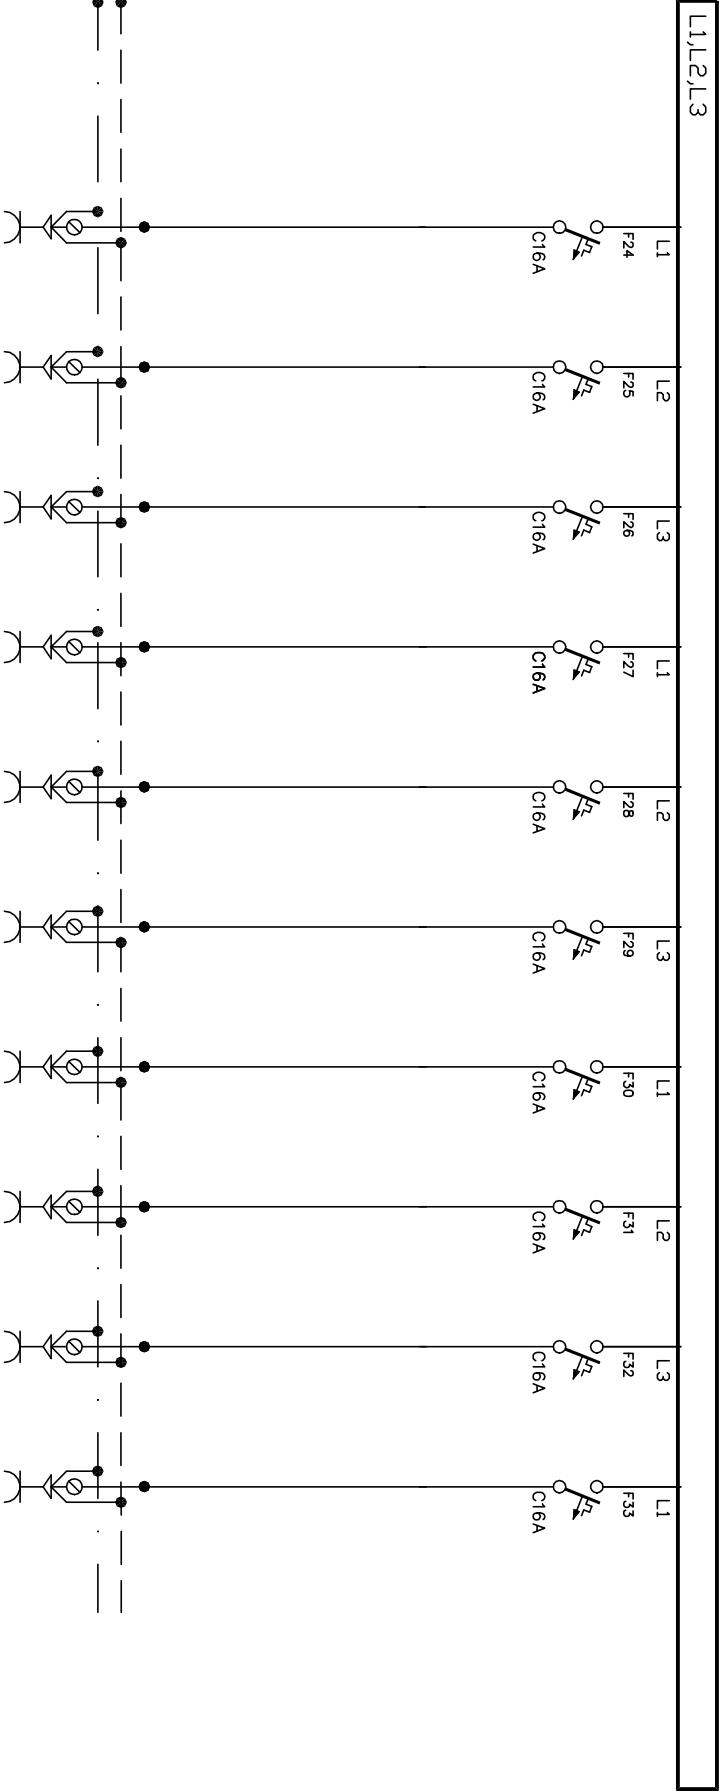 L1,L2,L3
L1
F24
C16A
L2
F25
C16A
L3
F26
C16A
L1
F27
C16A
L2
F28
C16A
L3
F29
C16A
L1
F30
C16A
L2
F31
C16A
L3
F32
C16A
L1
F33
C16A